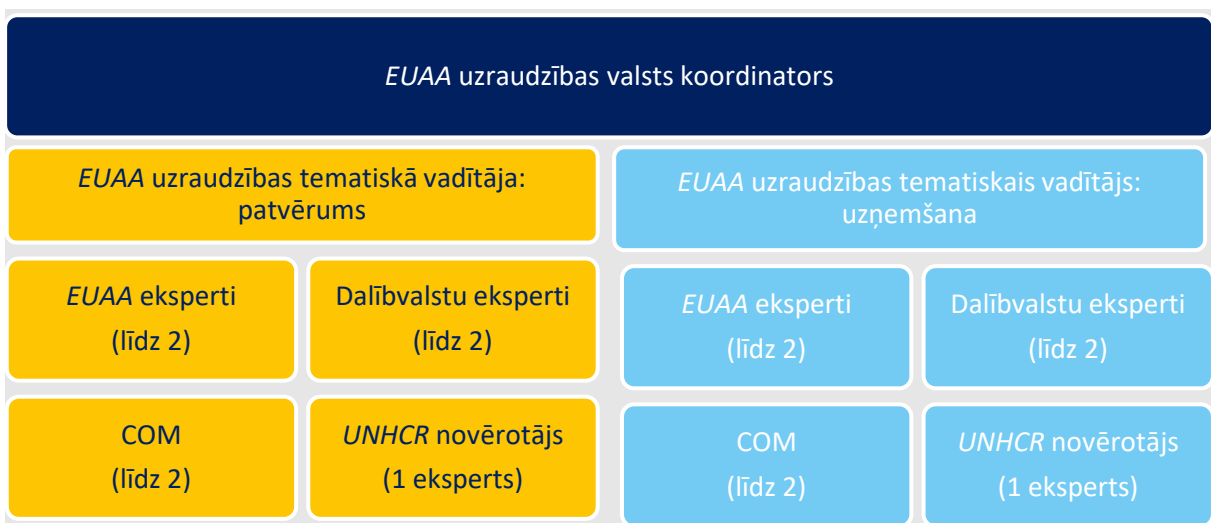 EUAA uzraudzības valsts koordinators
EUAA uzraudzības tematiskā vadītāja:
patvērums
EUAA uzraudzības tematiskais vadītājs:
uzņemšana
EUAA eksperti
(līdz 2)
Dalībvalstu eksperti
(līdz 2)
EUAA eksperti
(līdz 2)
Dalībvalstu eksperti
(līdz 2)
COM
(līdz 2)
UNHCR novērotājs
(1 eksperts)
COM
(līdz 2)
UNHCR novērotājs
(1 eksperts)